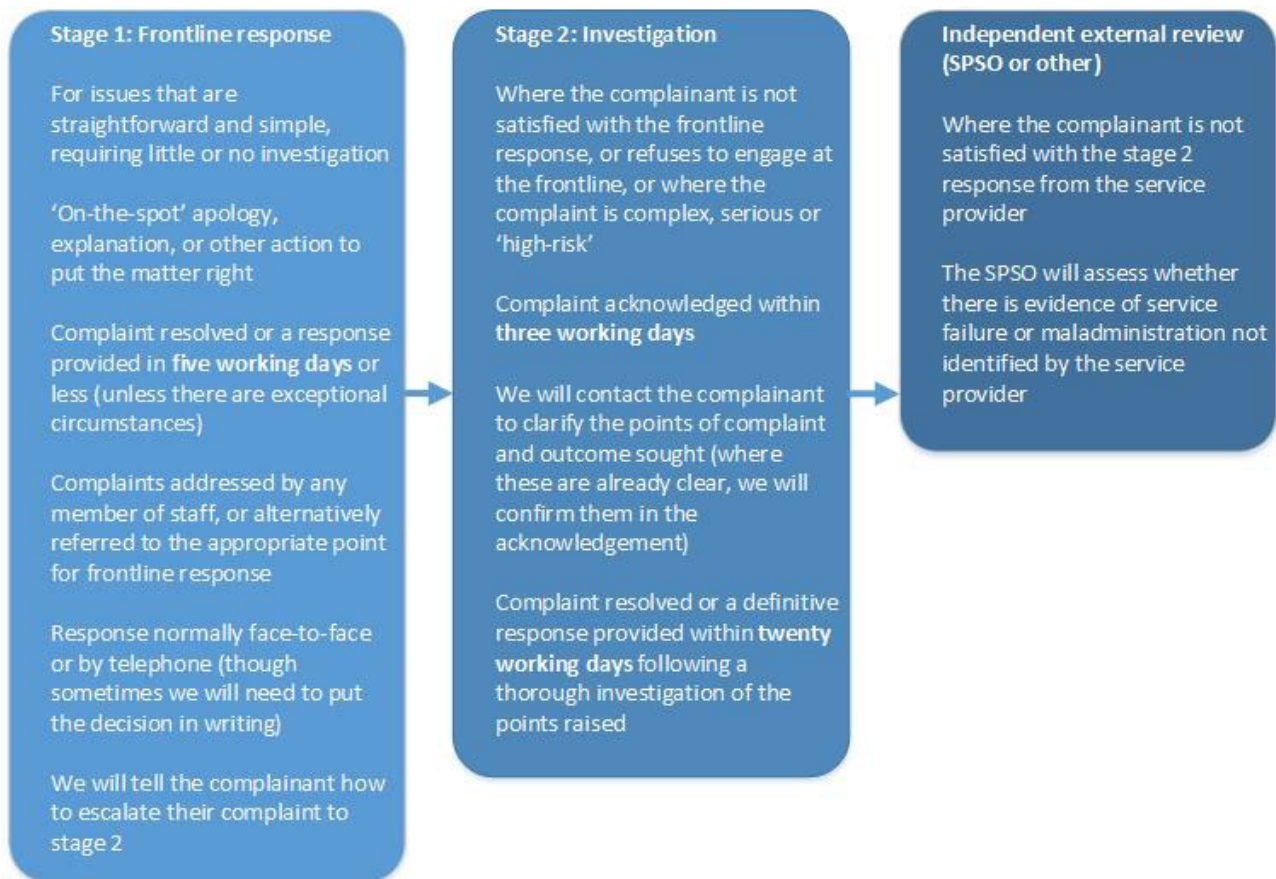 Stage 1: Frontline response
For issues that are
straightforward and simple,
requiring little or no investigation
‘On-the-spot’ apology,
explanation, or other action to
put the matter right
Complaint resolved or a response
provided in five working days or
less (unless there are exceptional
circumstances)
Complaints addressed by any
member of staff, or alternatively
referred to the appropriate point
for frontline response
Response normally face-to-face
or by telephone (though
sometimes we will need to put
the decision in writing)
We will tell the complainant how
to escalate their complaint to
stage 2
Stage 2: Investigation
Where the complainant is not
satisfied with the frontline
response, or refuses to engage at
the frontline, or where the
complaint is complex, serious or
‘high-risk’
Complaint acknowledged within
three working days
We will contact the complainant
to clarify the points of complaint
and outcome sought (where
these are already clear, we will
confirm them in the
acknowledgement)
Complaint resolved or a definitive
response provided within twenty
working days following a
thorough investigation of the
points raised
Independent external review
(SPSO or other)
Where the complainant is not
satisfied with the stage 2
response from the service
provider
The SPSO will assess whether
there is evidence of service
failure or maladministration not
identified by the service
provider